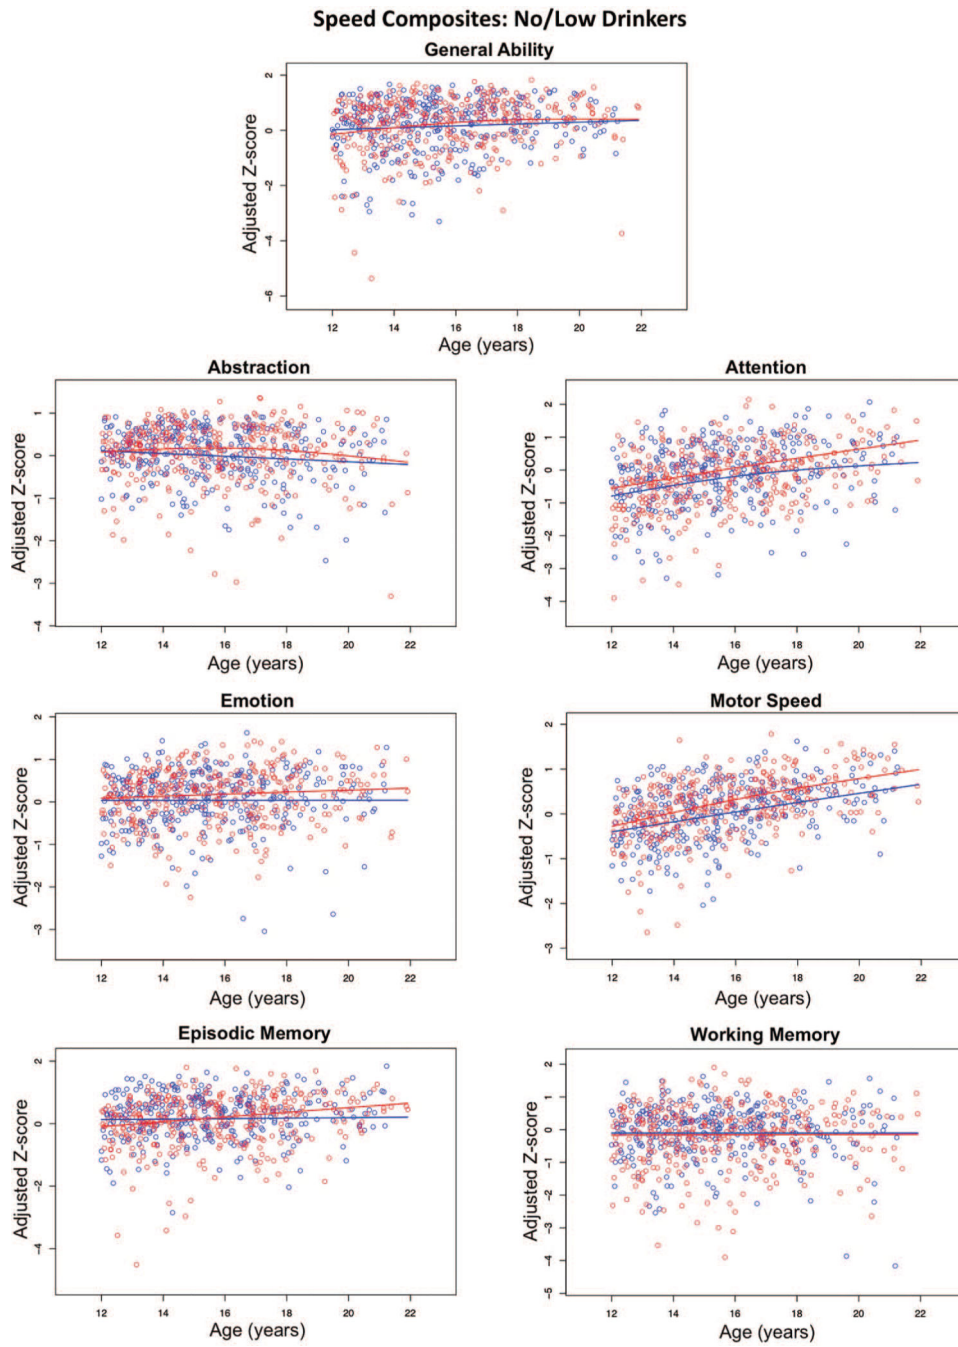 Speed Composites: No/Low Drinkers
General Ability
Adjusted Z-score
2
0
−2
−4
−6
12 14 16 18 20 22
Age (years)
Abstraction
Adjusted Z-score
1
0
−1
−2
−3
−4
12 14 16 18 20 22
Age (years)
Attention
Adjusted Z-score
2
1
0
−1
−2
−3
−4
12 14 16 18 20 22
Age (years)
Emotion
Adjusted Z-score
2
1
0
−1
−2
−3
12 14 16 18 20 22
Age (years)
Motor Speed
Adjusted Z-score
2
1
0
−1
−2
−3
12 14 16 18 20 22
Age (years)
Episodic Memory
Adjusted Z-score
2
0
−2
−4
12 14 16 18 20 22
Age (years)
Working Memory
Adjusted Z-score
2
1
0
−1
−2
−3
−4
−5
12 14 16 18 20 22
Age (years)